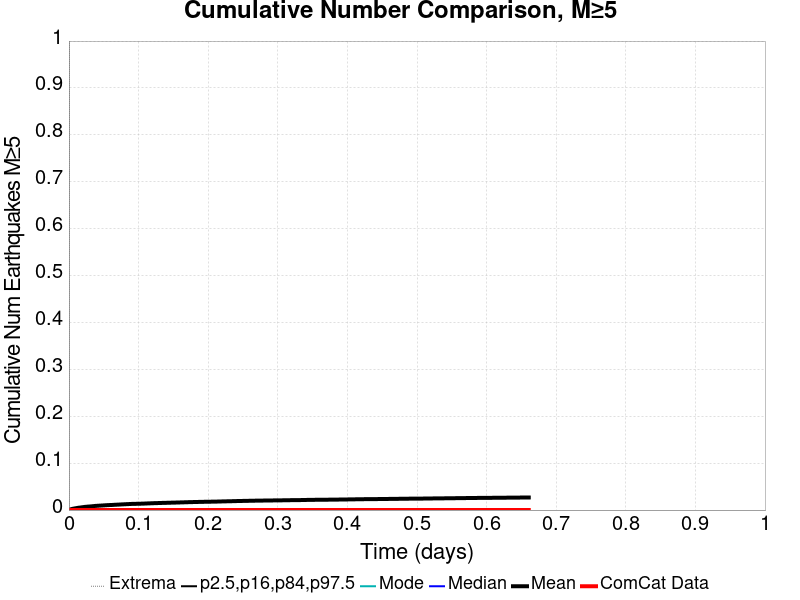 Cumulative Number Comparison, M≥5
Cumulative Num Earthquakes M≥5
1
0.9
0.8
0.7
0.6
0.5
0.4
0.3
0.2
0.1
0
0 0.1 0.2 0.3 0.4 0.5 0.6 0.7 0.8 0.9 1
Time (days)
Extrema p2.5,p16,p84,p97.5 Mode Median Mean ComCat Data